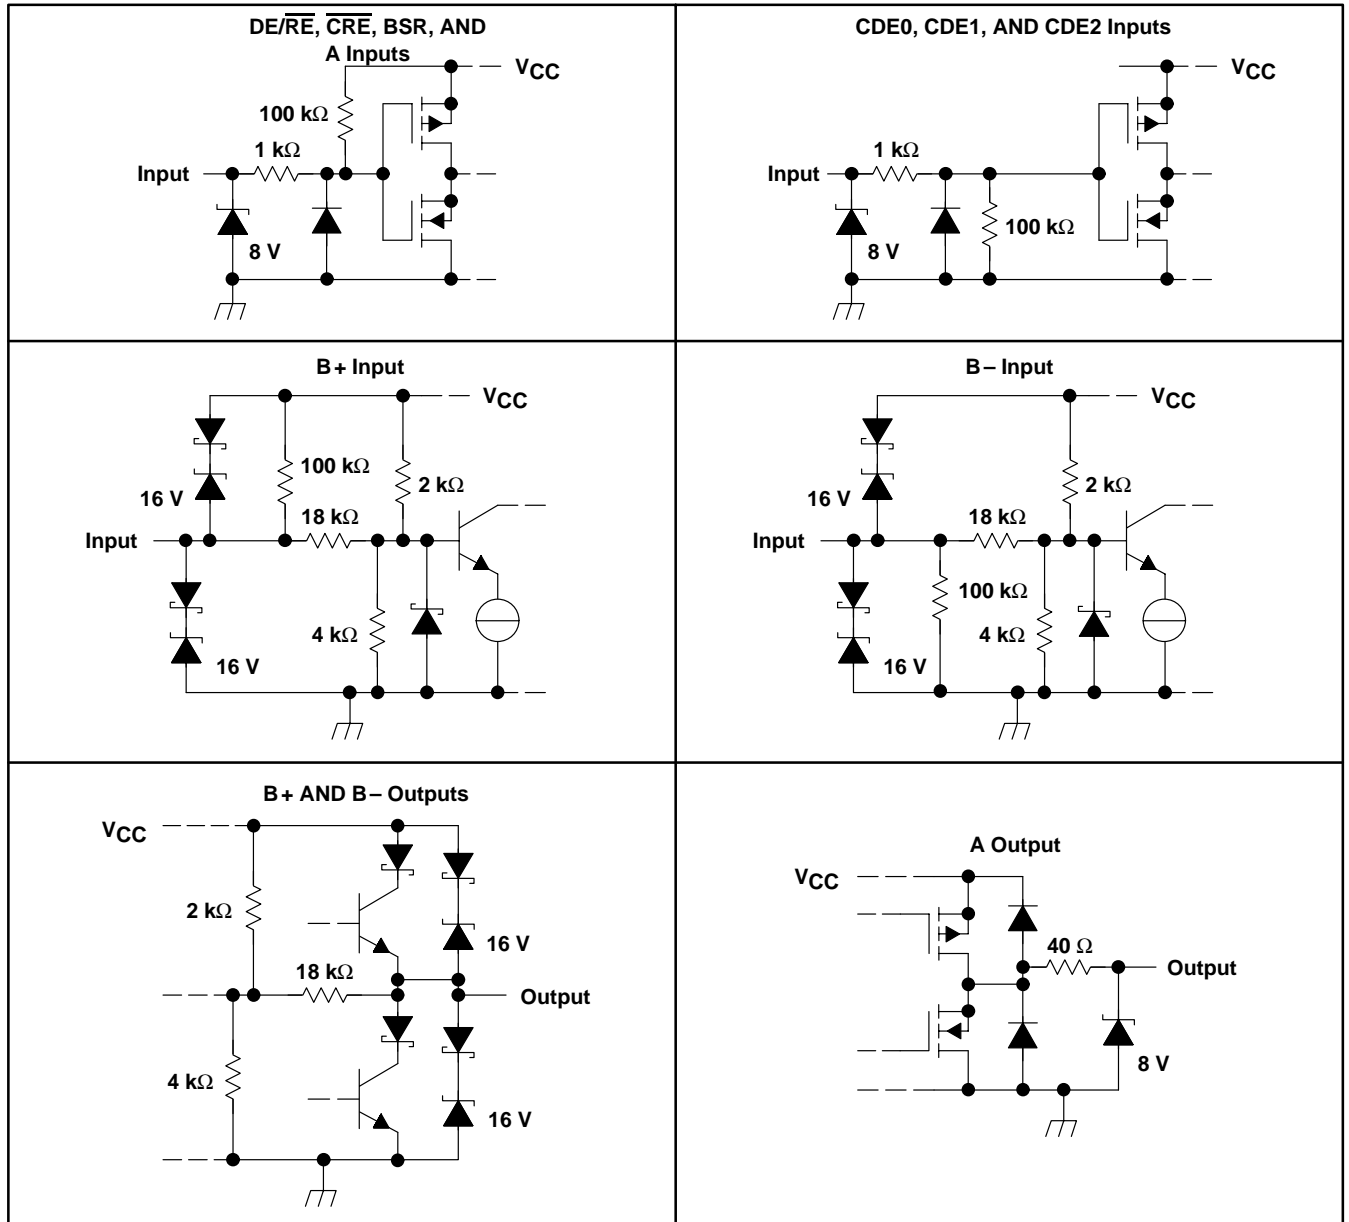 DE/RE, CRE, BSR, AND
A Inputs
VCC
100 kΩ
1 kΩ
Input
8 V
CDE0, CDE1, AND CDE2 Inputs
VCC
1 kΩ
Input
100 kΩ
8 V
B+ Input
VCC
100 kΩ
2 kΩ
16 V
18 kΩ
Input
4 kΩ
16 V
B− Input
VCC
2 kΩ
16 V
18 kΩ
Input
100 kΩ
4 kΩ
16 V
B+ AND B− Outputs
VCC
2 kΩ
16 V
18 kΩ
Output
4 kΩ
16 V
A Output
VCC
40 Ω
Output
8 V